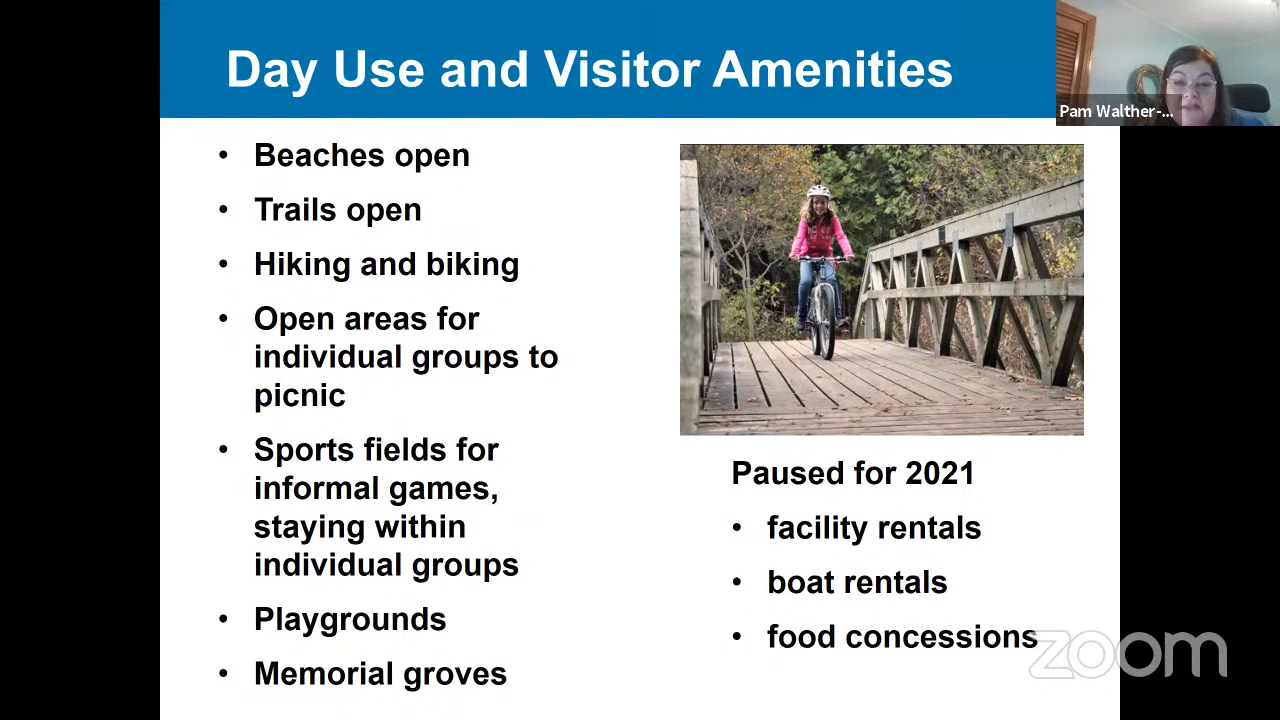 Day Use and Visitor Amenities
Pam Walther-...
• Beaches open
• Trails open
• Hiking and biking
• Open areas for
individual groups to
picnic
• Sports fields for
informal games,
staying within
individual groups
• Playgrounds
• Memorial groves
Paused for 2021
• facility rentals
• boat rentals
• food concessions
zoom